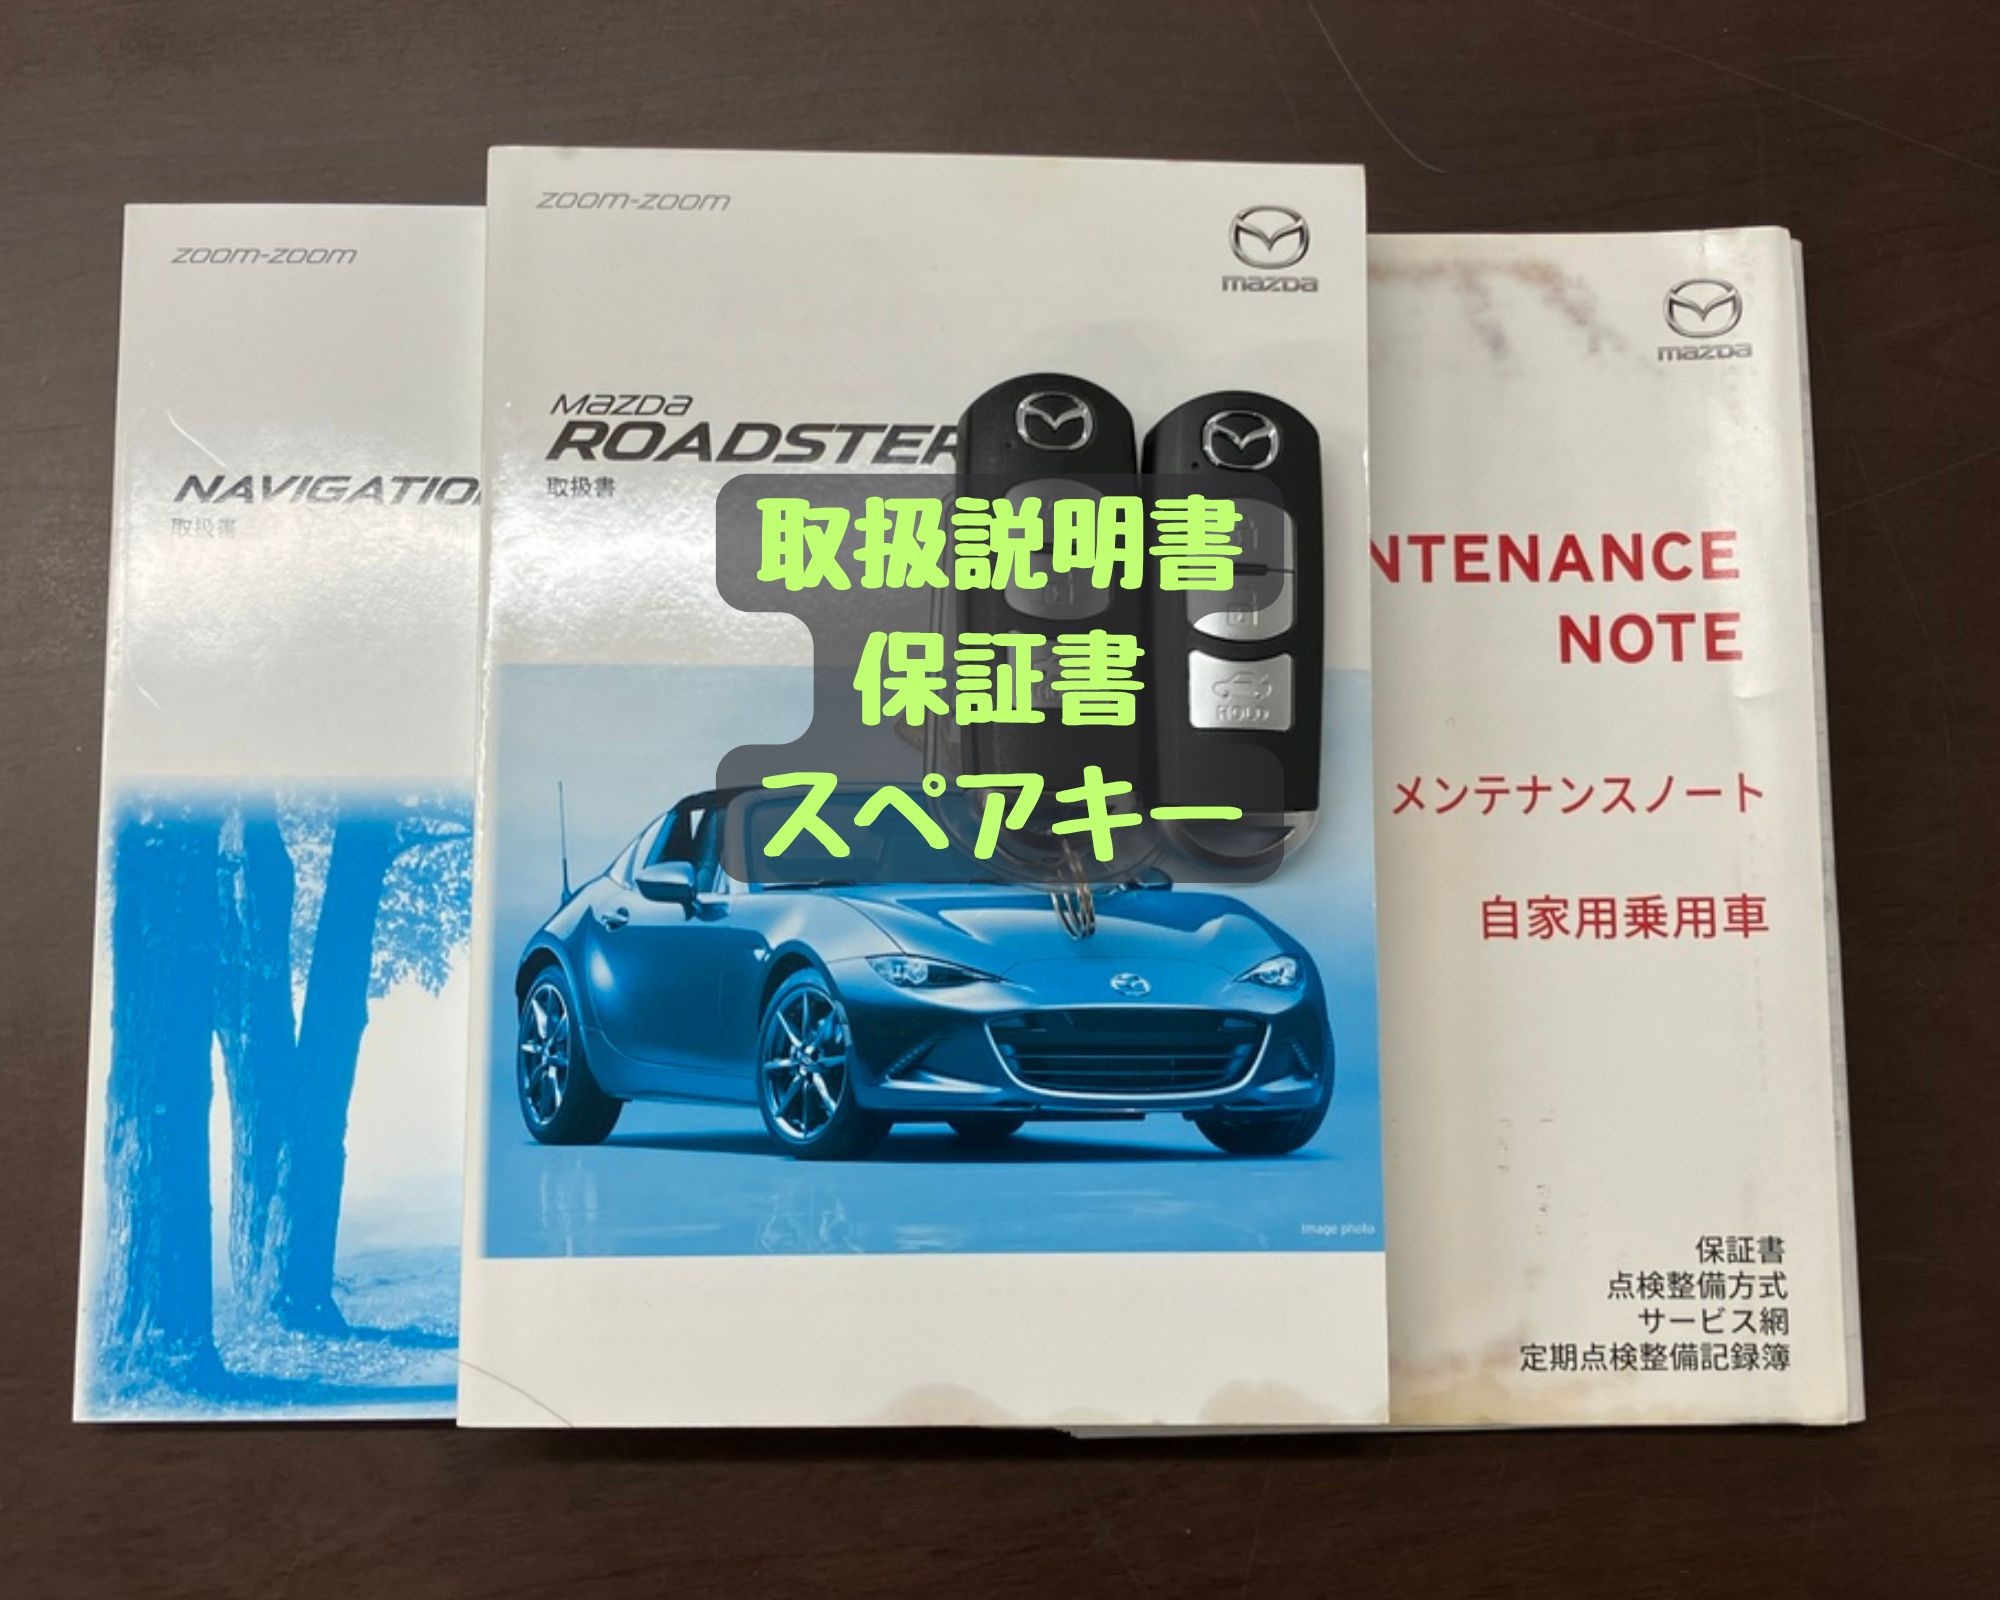 zoom-zoom
NAVIGATIO
取扱書
zoom-zoom
mazda
mazda
ROADSTER
取扱書
HOLD
取扱説明書
保証書
スペアキー
image photo
mazda
NTENANCE
NOTE
メンテナンスノート
自家用乗用車
保証書
点検整備方式
サービス網
定期点検整備記録簿